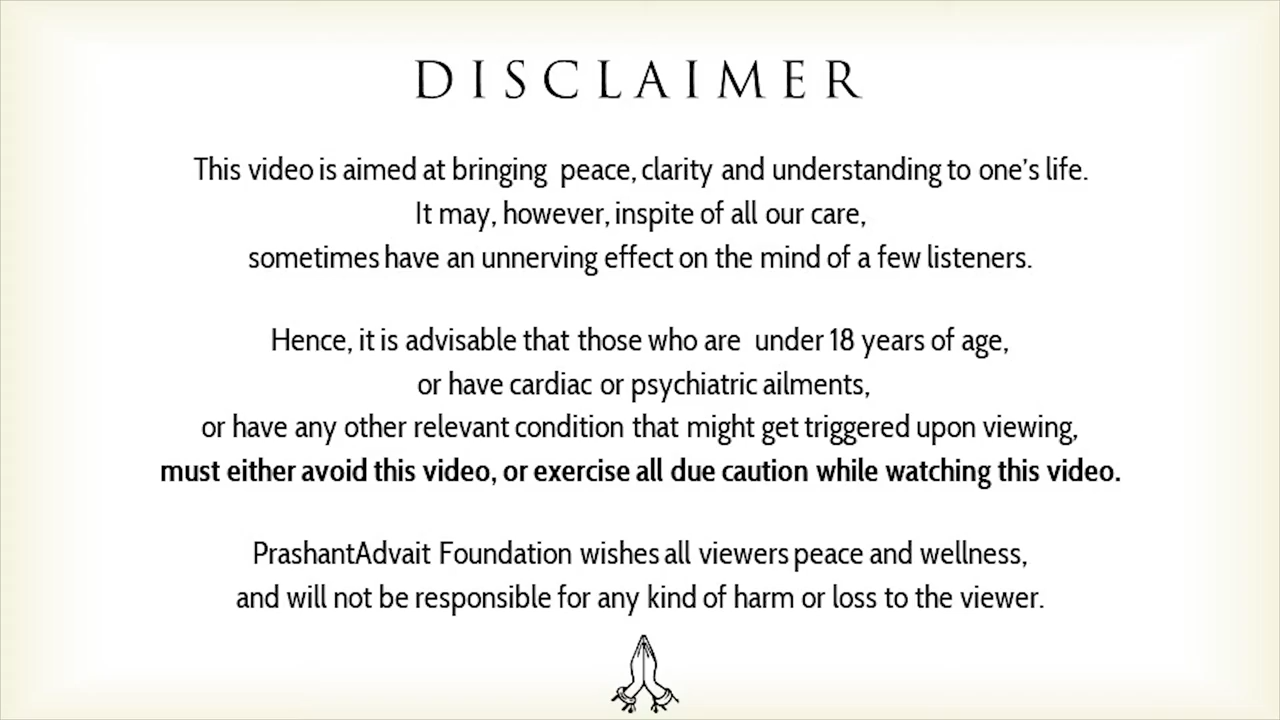 DISCLAIMER
This video is aimed at bringing peace, clarity and understanding to one's life.
It may, however, inspite of all our care,
sometimes have an unnerving effect on the mind of a few listeners.
Hence, it is advisable that those who are under 18 years of age,
or have cardiac or psychiatric ailments,
or have any other relevant condition that might get triggered upon viewing,
must either avoid this video, or exercise all due caution while watching this video.
PrashantAdvait Foundation wishes all viewers peace and wellness,
and will not be responsible for any kind of harm or loss to the viewer.